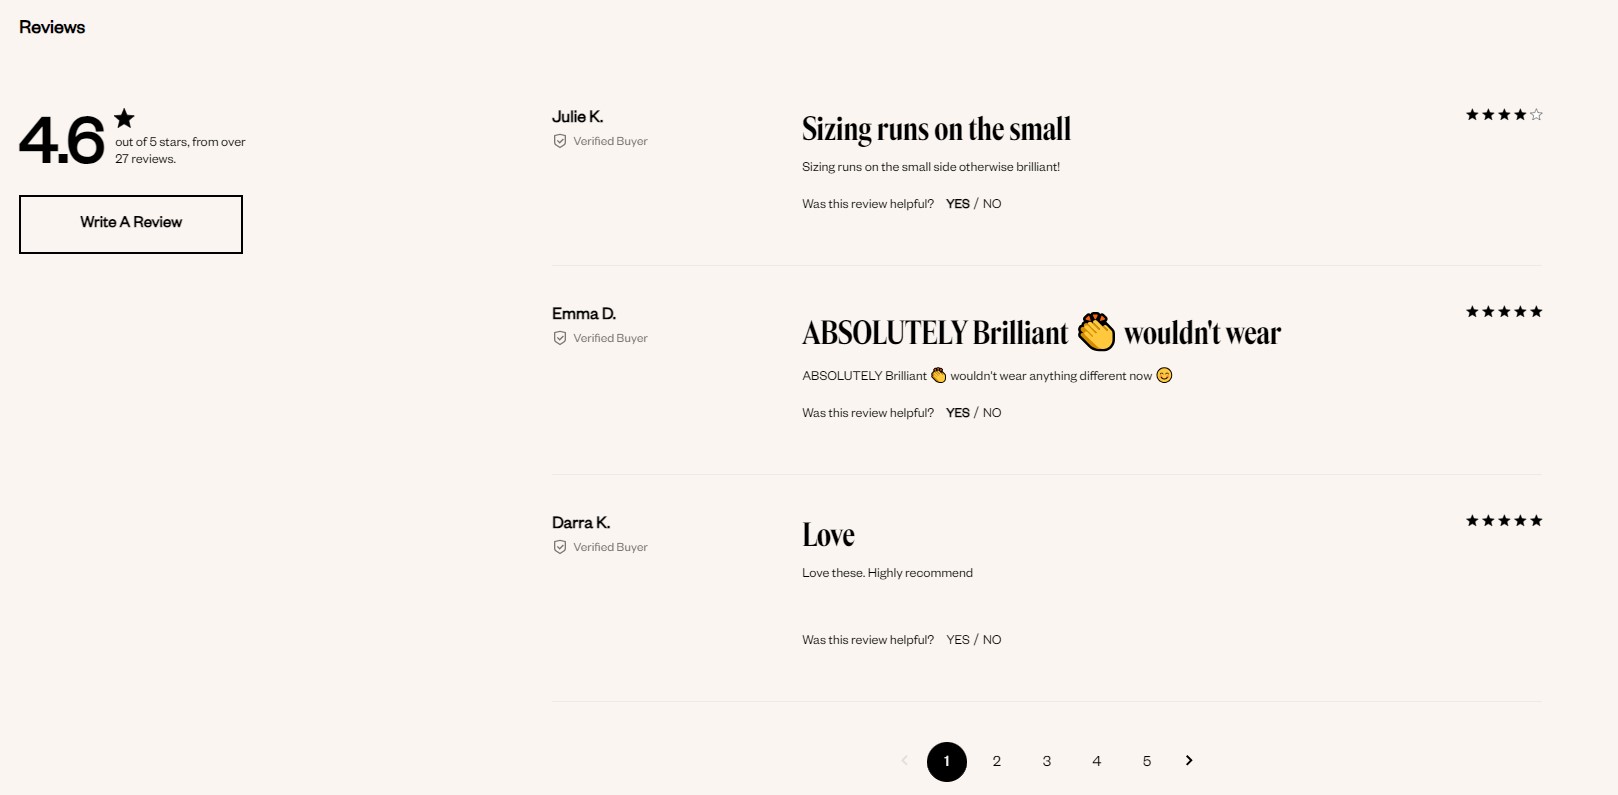 Reviews
4.6
out of 5 stars, from over
27 reviews.
Write A Review
Julie K.
Verified Buyer
Sizing runs on the small
Sizing runs on the small side otherwise brilliant!
Was this review helpful? YES / NO
Emma D.
Verified Buyer
ABSOLUTELY Brilliant 👏 wouldn't wear
ABSOLUTELY Brilliant 👏 wouldn't wear anything different now 😊
Was this review helpful? YES / NO
Darra K.
Verified Buyer
Love
Love these. Highly recommend
Was this review helpful? YES / NO
1 2 3 4 5